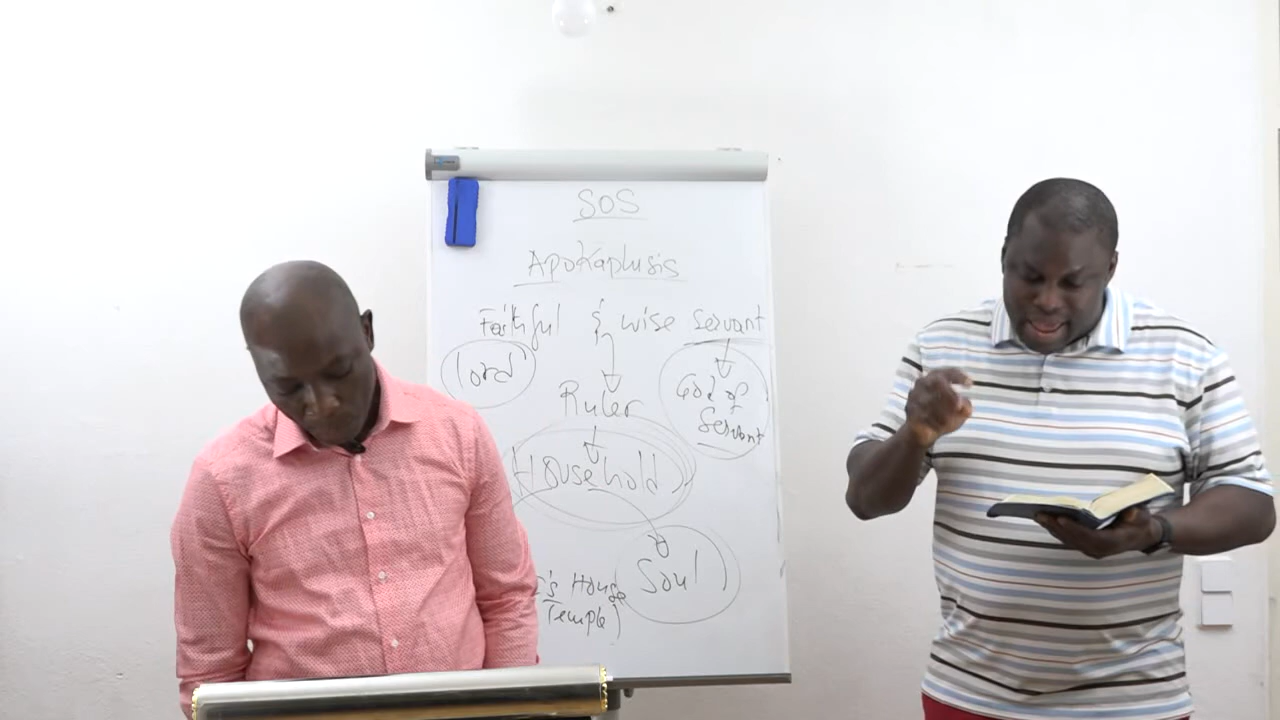 SOS
Apokaplusis
Faithful & wise servant
Lord
God of
Servant
Ruler
Household
Soul
's House
Temple)